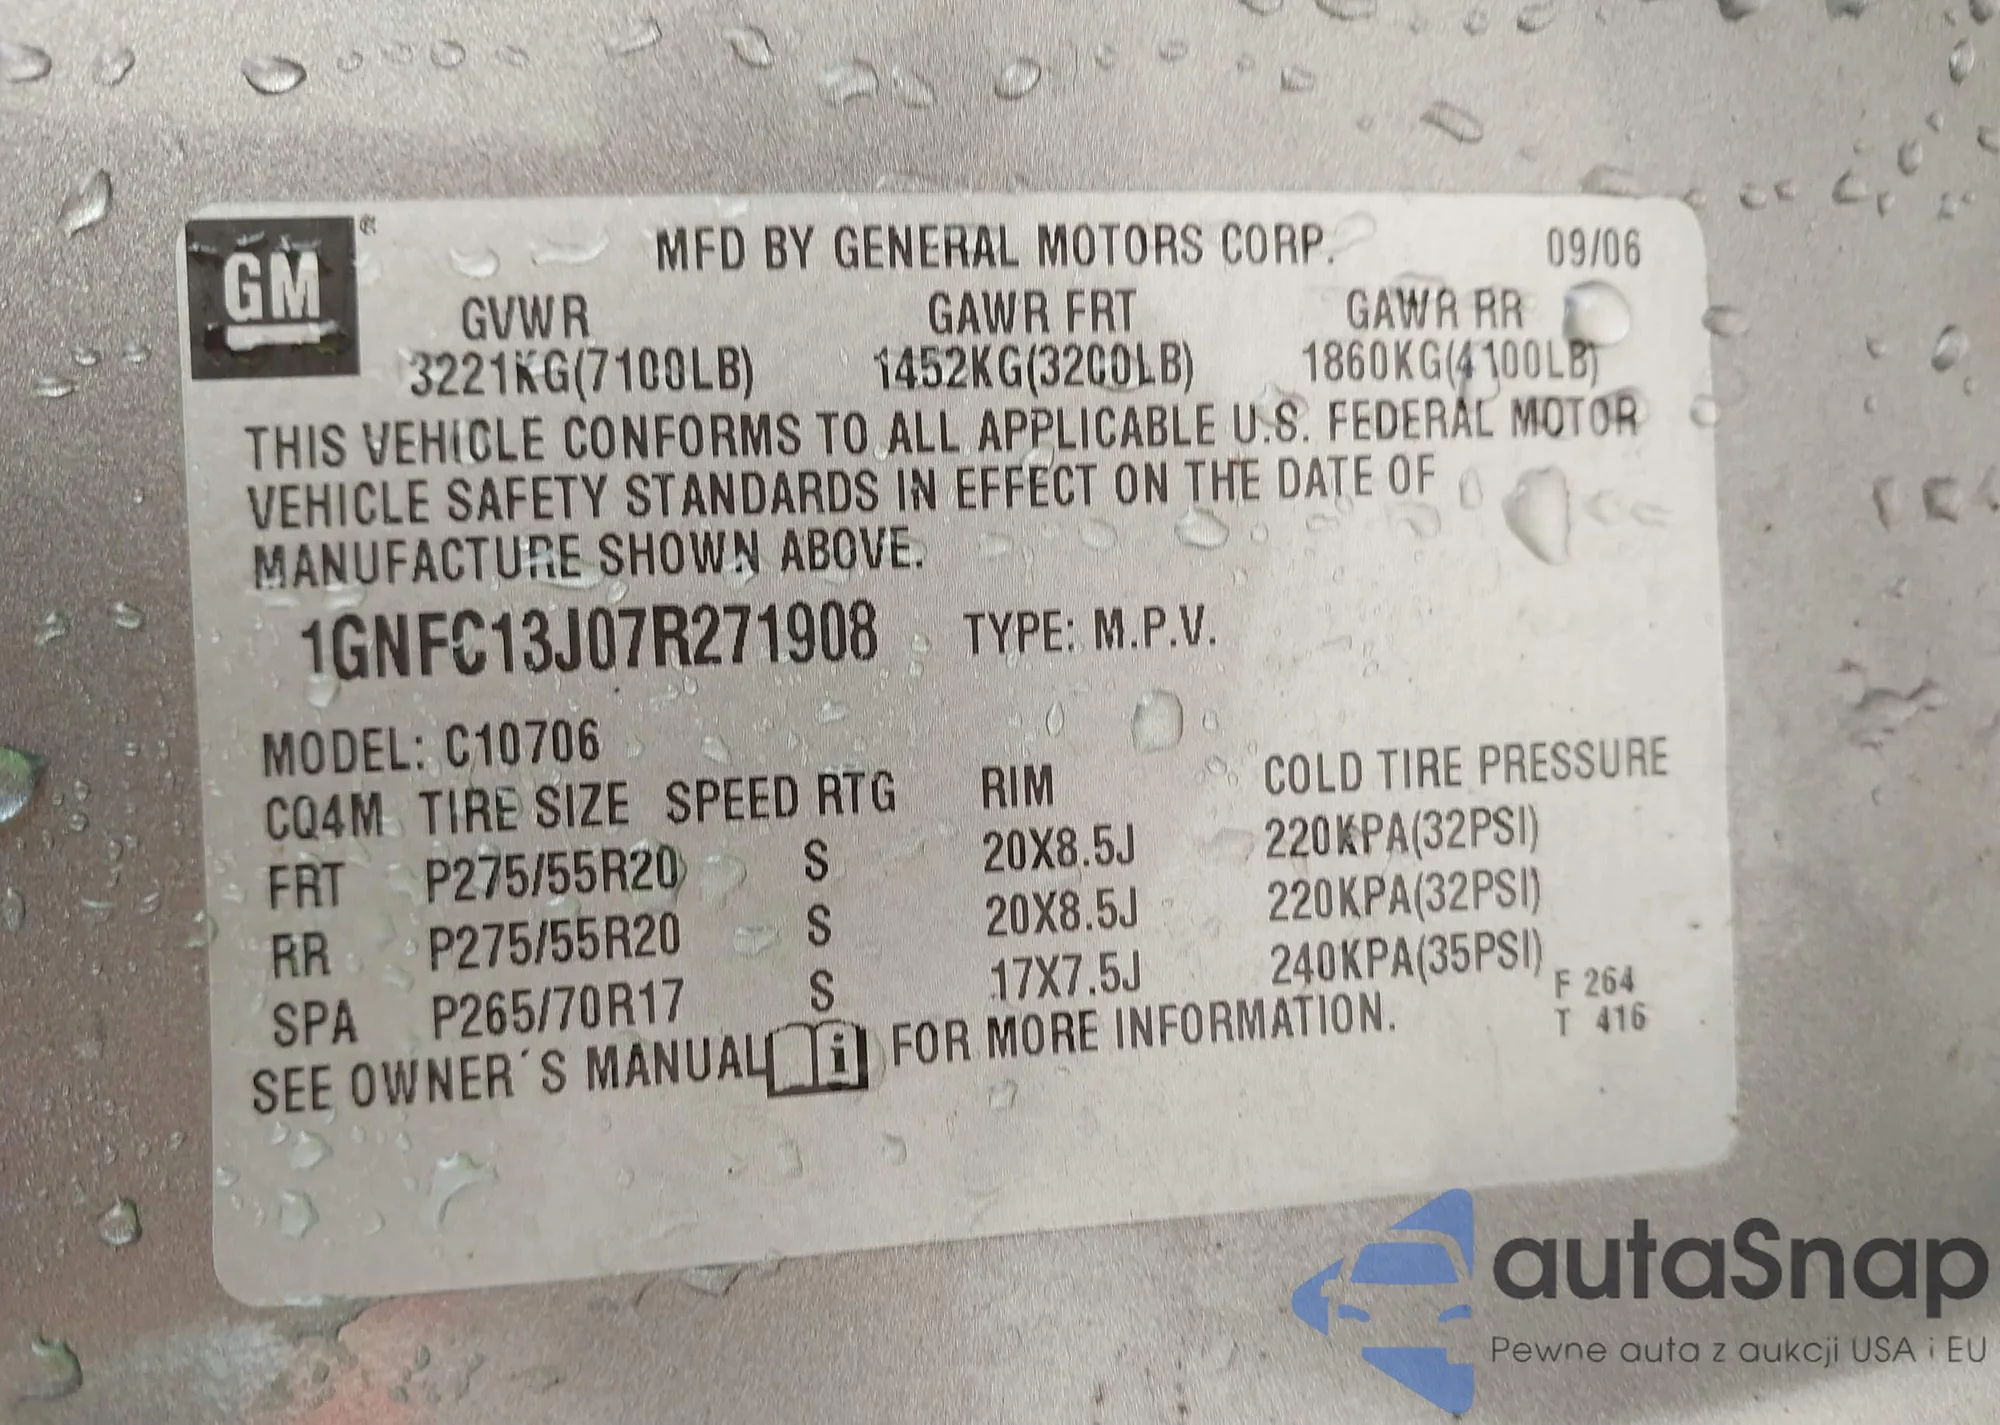 GM ®
MFD BY GENERAL MOTORS CORP. 09/06
GVWR GAWR FRT GAWR RR
3221KG(7100LB) 1452KG(3200LB) 1860KG(4100LB)
THIS VEHICLE CONFORMS TO ALL APPLICABLE U.S. FEDERAL MOTOR
VEHICLE SAFETY STANDARDS IN EFFECT ON THE DATE OF
MANUFACTURE SHOWN ABOVE.
1GNFC13J07R271908 TYPE: M.P.V.
MODEL: C10706
CQ4M TIRE SIZE SPEED RTG RIM COLD TIRE PRESSURE
FRT P275/55R20 S 20X8.5J 220KPA(32PSI)
RR P275/55R20 S 20X8.5J 220KPA(32PSI)
SPA P265/70R17 S 17X7.5J 240KPA(35PSI)
SEE OWNER´S MANUAL i FOR MORE INFORMATION.
F 264
T 416
autaSnap
Pewne auta z aukcji USA i EU